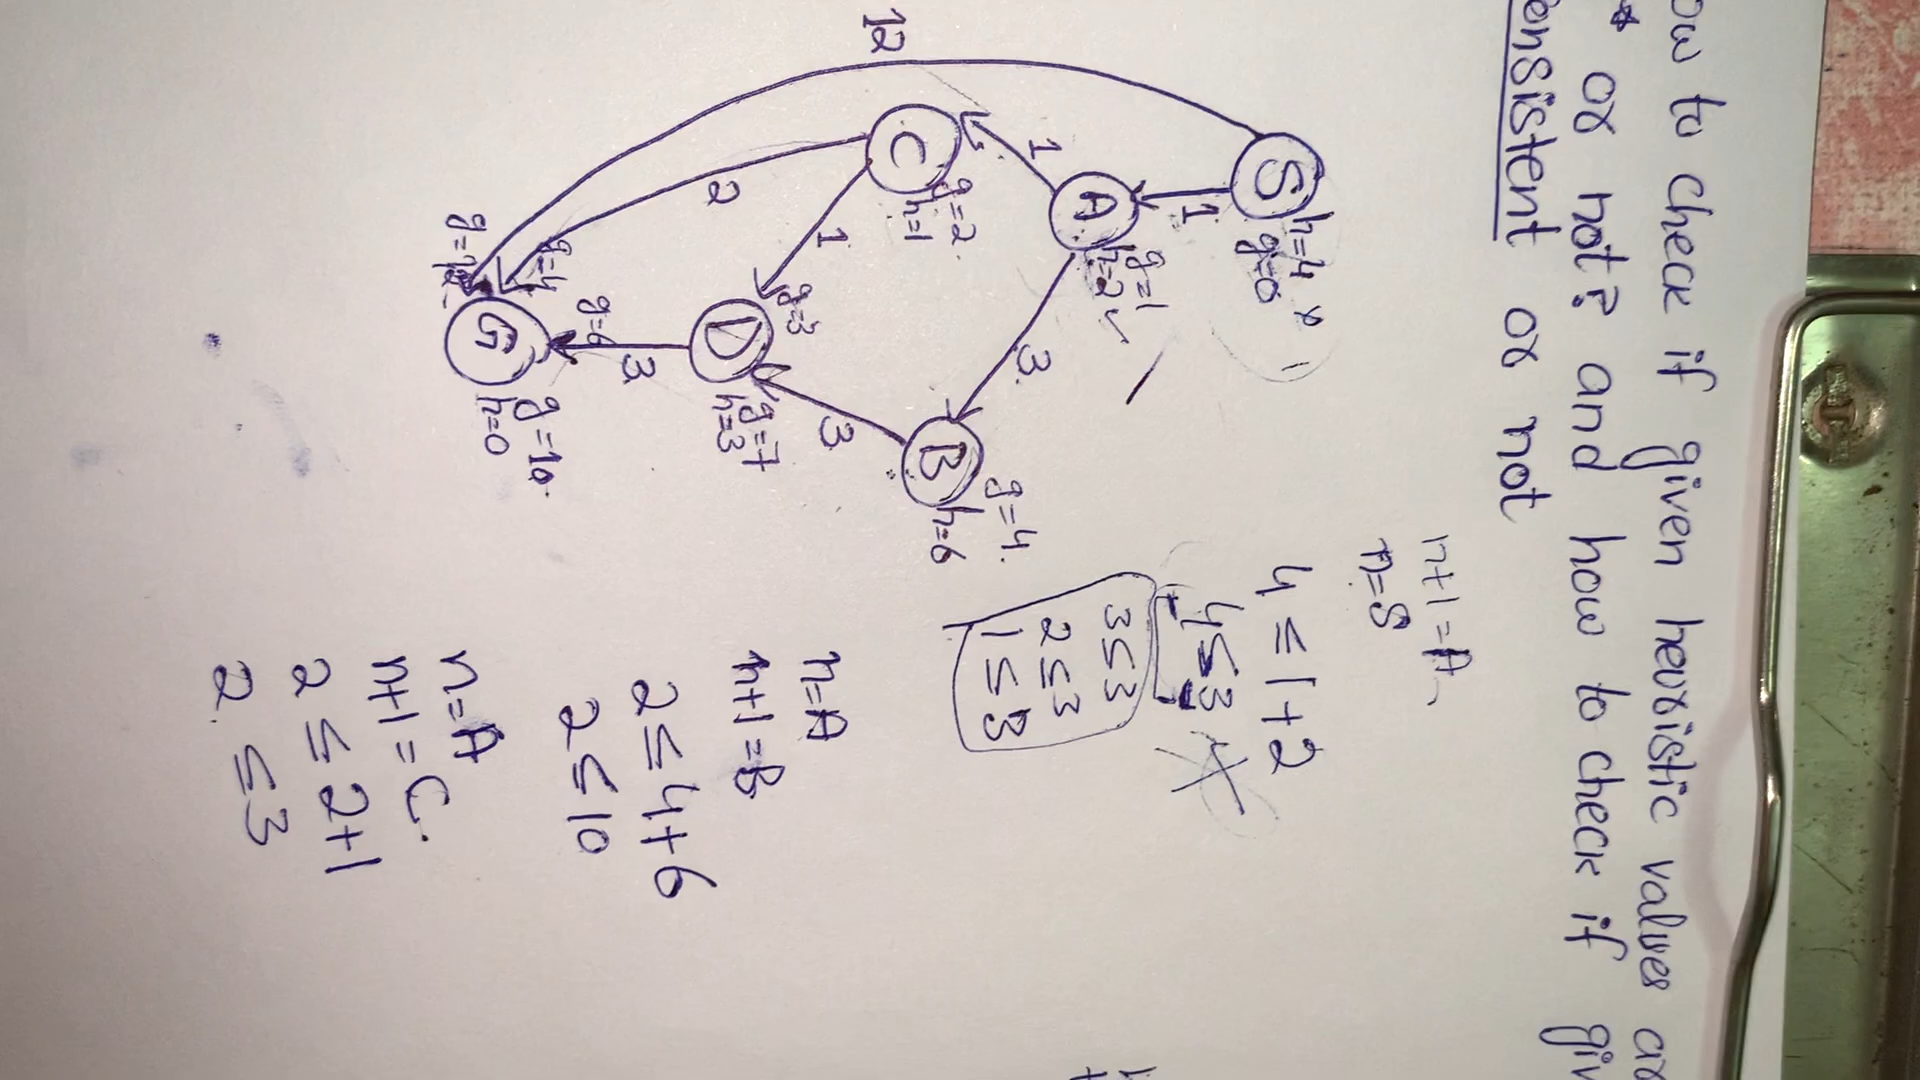 ow to check if given heuristic values
or not? and how to check if
consistent or not
n+1=A
n=S
4 ≤ 1+2
4≤3
3≤3
2≤3
1≤3
S
h=4
g=0
1
A
g=1
h=2
1
3
12
C
g=2
h=1
B
g=4
h=6
2
1
3
D
g=3
g=7
h=3
3
g=6
g=4
G
g=10
h=0
n=A
n+1=B
2≤4+6
2≤10
n=A
n+1=C.
2≤2+1
2 ≤3